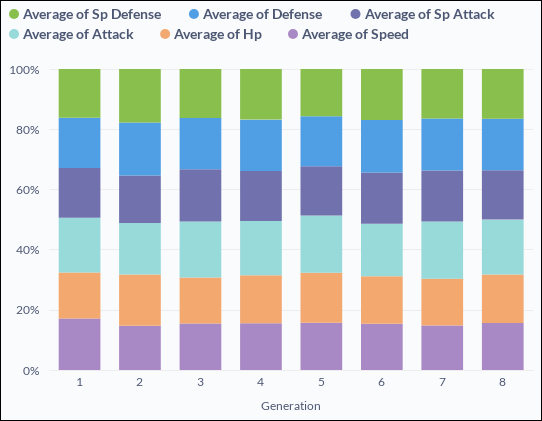 Average of Sp Defense Average of Defense Average of Sp Attack
Average of Attack Average of Hp Average of Speed
100%
80%
60%
40%
20%
0%
1 2 3 4 5 6 7 8
Generation